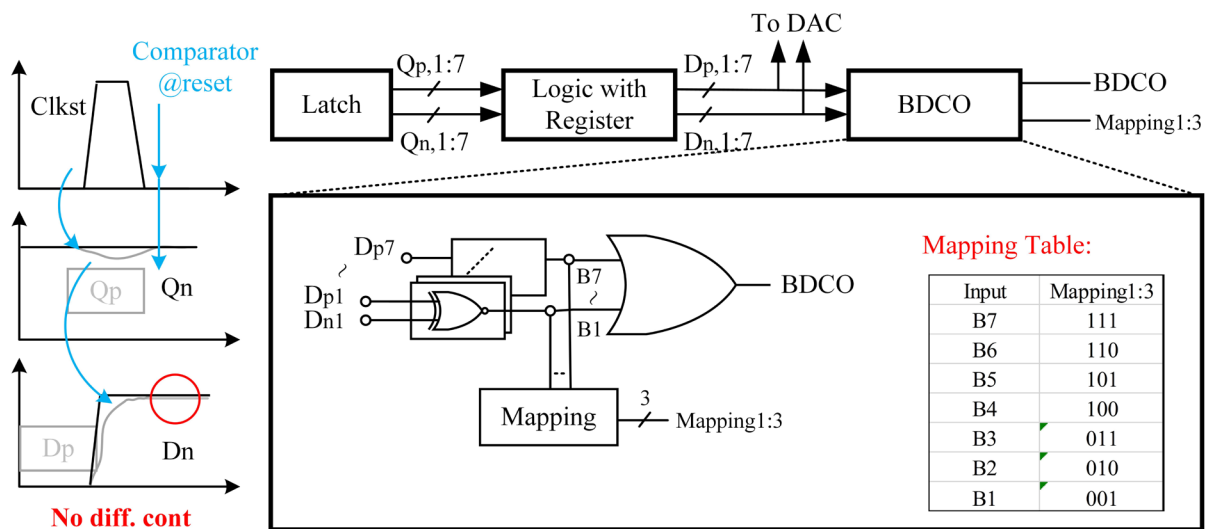 Comparator
@reset
Clkst
Qp
Qn
Dp
Dn
No diff. cont
To DAC
Latch
Qp,1:7
Qn,1:7
Logic with
Register
Dp,1:7
Dn,1:7
BDCO
BDCO
Mapping1:3
Dp7
~
Dp1
Dn1
B7
~
B1
BDCO
Mapping
3
Mapping1:3
Mapping Table:
Input Mapping1:3
B7 111
B6 110
B5 101
B4 100
B3 011
B2 010
B1 001